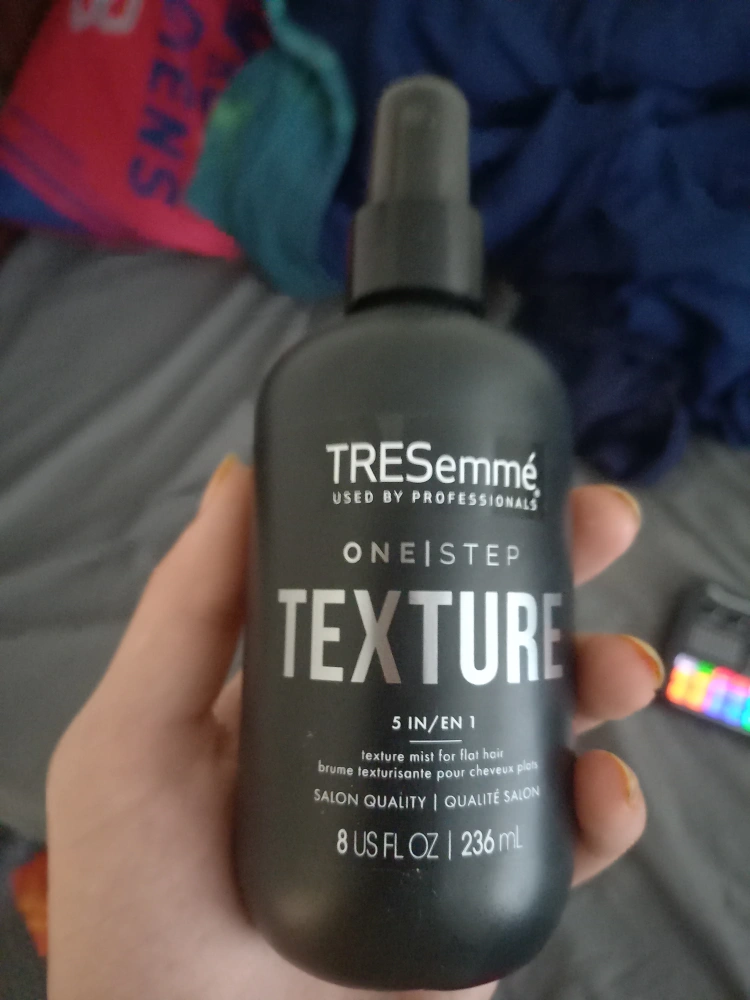 TRESemmé
USED BY PROFESSIONALS
ONE|STEP
TEXTURE
5 IN/EN 1
texture mist for flat hair
brume texturisante pour cheveux plats
SALON QUALITY | QUALITÉ SALON
8 US FL OZ | 236 mL